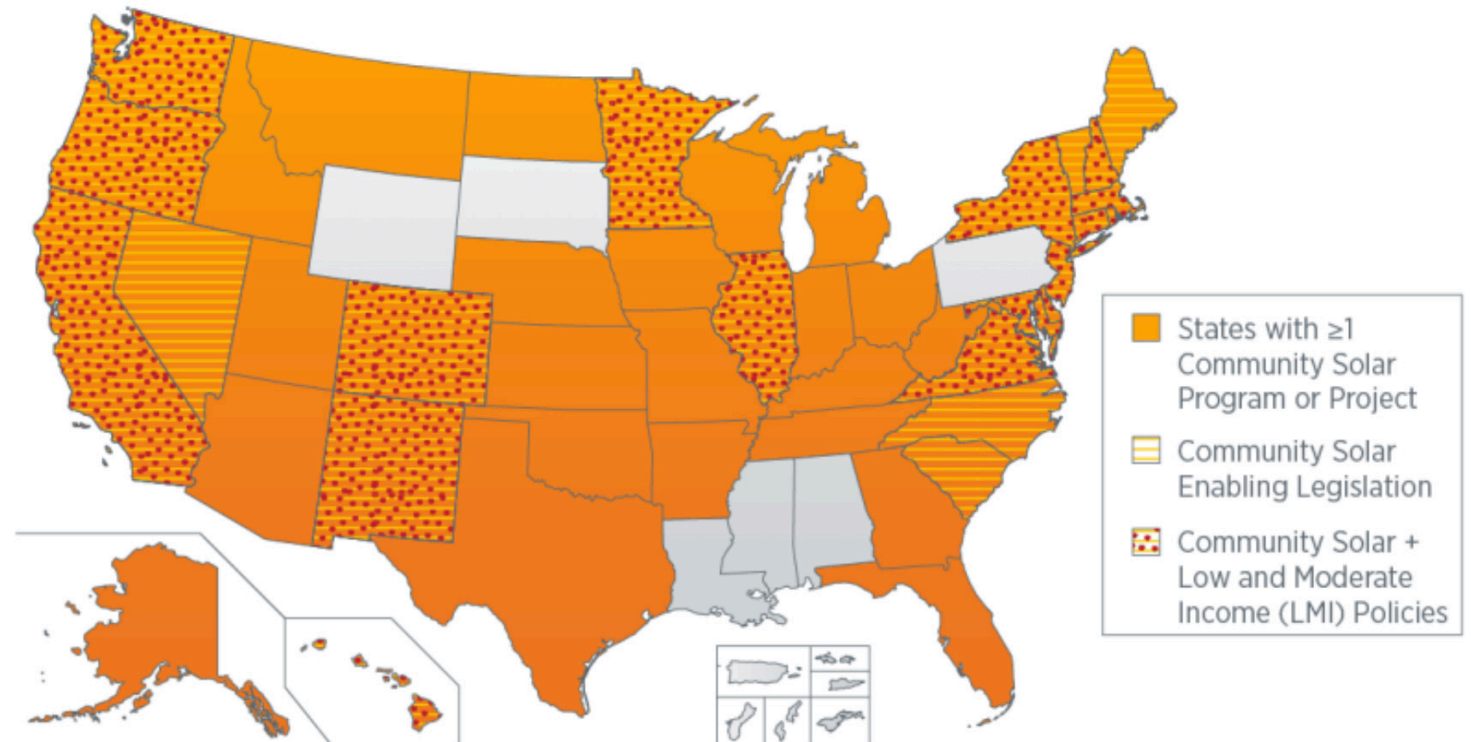 States with ≥1
Community Solar
Program or Project
Community Solar
Enabling Legislation
Community Solar +
Low and Moderate
Income (LMI) Policies